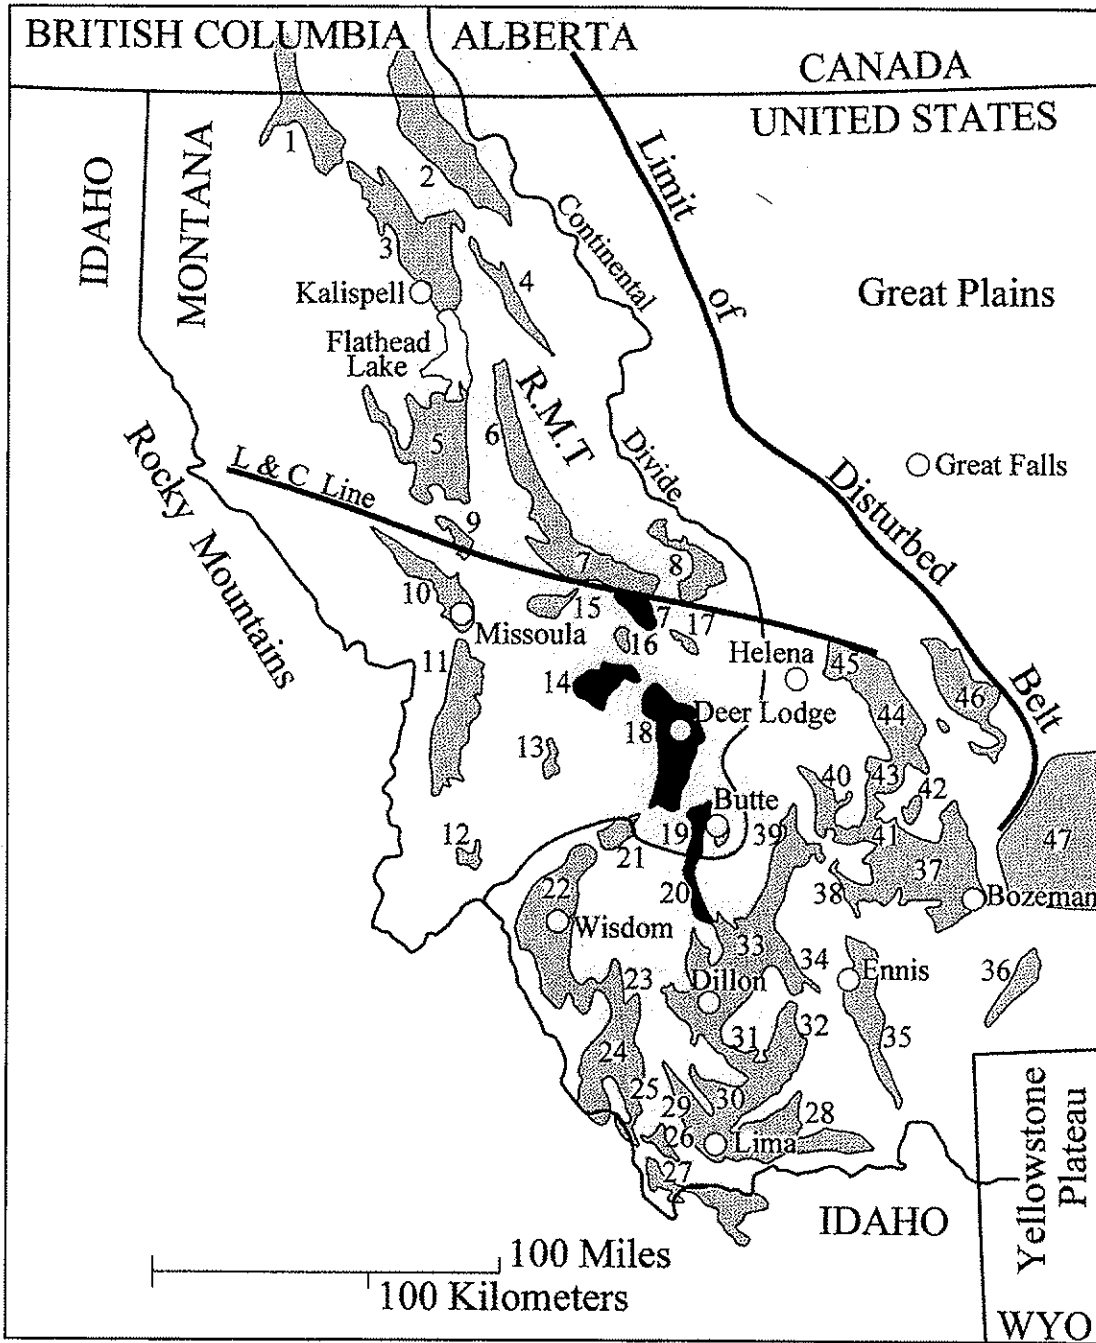 BRITISH COLUMBIA
ALBERTA
CANADA
UNITED STATES
IDAHO
MONTANA
Limit
of
Disturbed
Belt
Continental
Divide
Great Plains
1
2
3
4
Kalispell
Flathead
Lake
R.M.T
5
6
Great Falls
Rocky Mountains
L & C Line
9
7
8
10
Missoula
15
7
17
16
Helena
45
11
14
46
18
Deer Lodge
44
13
40
43
42
Butte
19
39
41
47
12
21
37
20
38
Bozeman
22
Wisdom
33
34
Ennis
36
23
Dillon
35
31
32
24
25
30
29
28
26
Lima
27
IDAHO
Yellowstone
Plateau
100 Miles
100 Kilometers
WYO